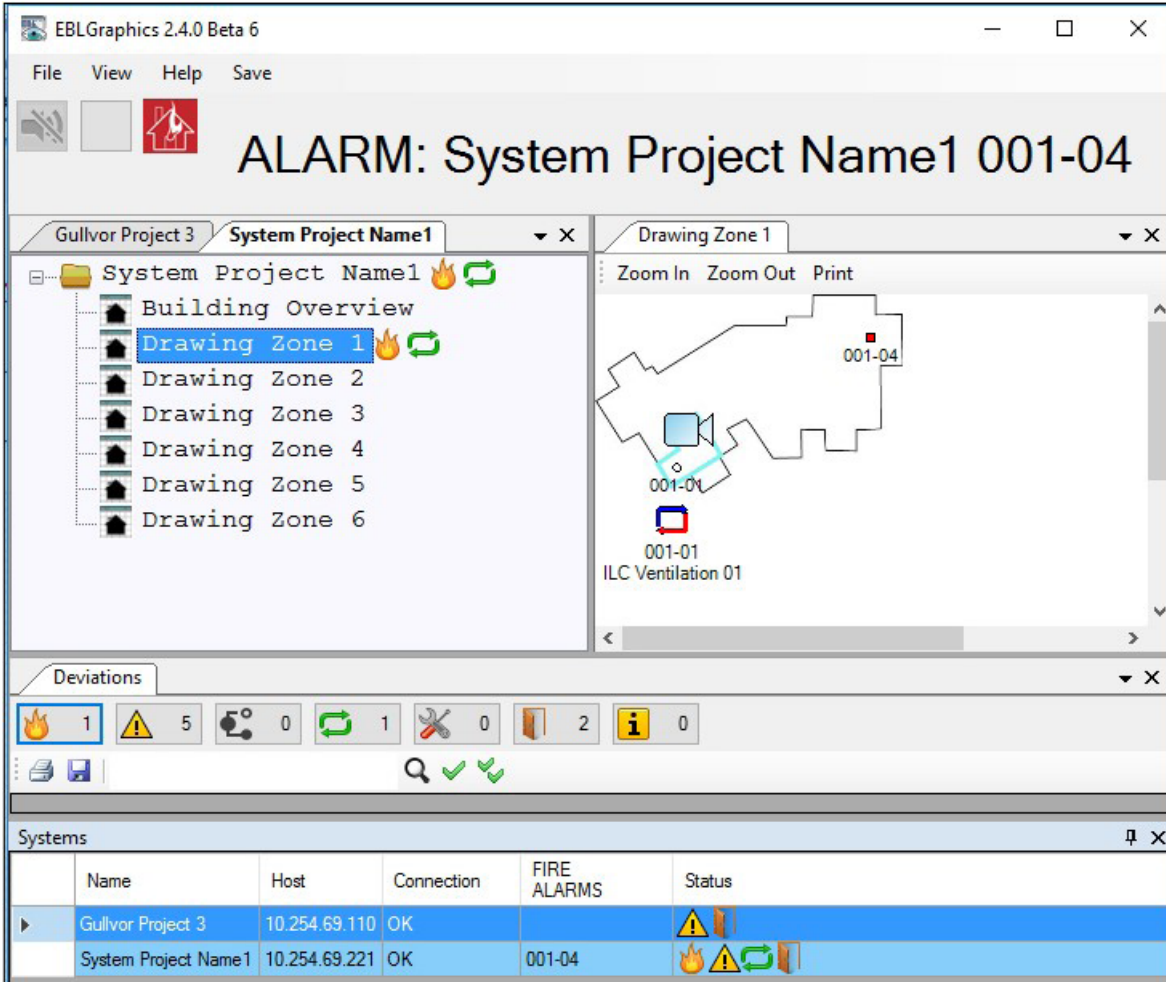 EBLGraphics 2.4.0 Beta 6
File View Help Save
ALARM: System Project Name1 001-04
Gullvor Project 3 System Project Name1
System Project Name1
Building Overview
Drawing Zone 1
Drawing Zone 2
Drawing Zone 3
Drawing Zone 4
Drawing Zone 5
Drawing Zone 6
Drawing Zone 1
Zoom In Zoom Out Print
001-04
001-01
001-01
ILC Ventilation 01
Deviations
1 5 0 1 0 2 0
Systems
Name Host Connection FIRE ALARMS Status
Gullvor Project 3 10.254.69.110 OK
System Project Name1 10.254.69.221 OK 001-04